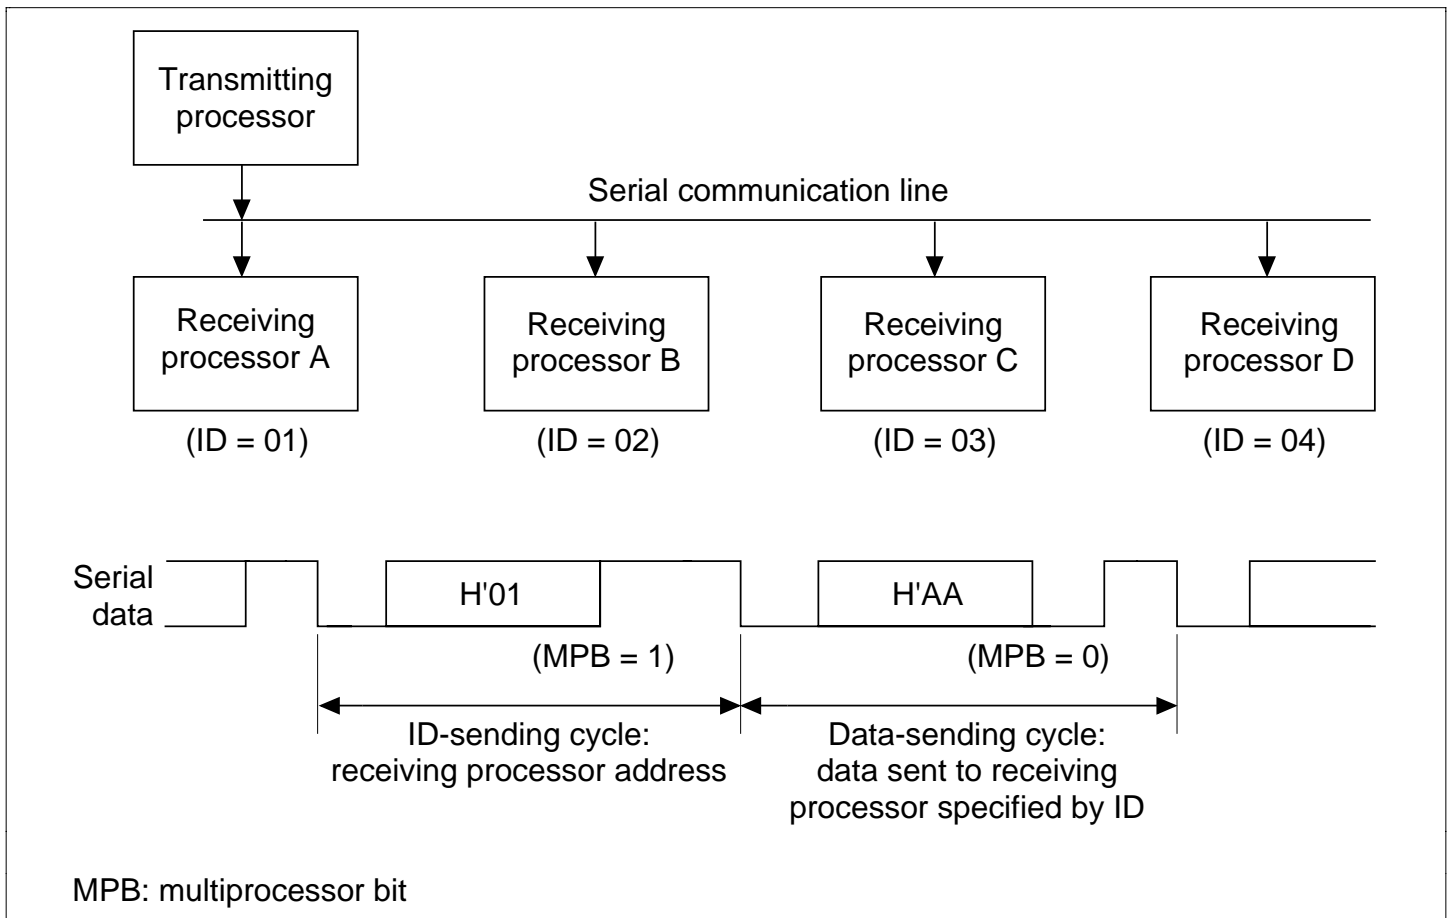 Transmitting
processor
Serial communication line
Receiving
processor A
Receiving
processor B
Receiving
processor C
Receiving
processor D
(ID = 01)
(ID = 02)
(ID = 03)
(ID = 04)
Serial
data
H'01
H'AA
(MPB = 1)
(MPB = 0)
ID-sending cycle:
receiving processor address
Data-sending cycle:
data sent to receiving
processor specified by ID
MPB: multiprocessor bit